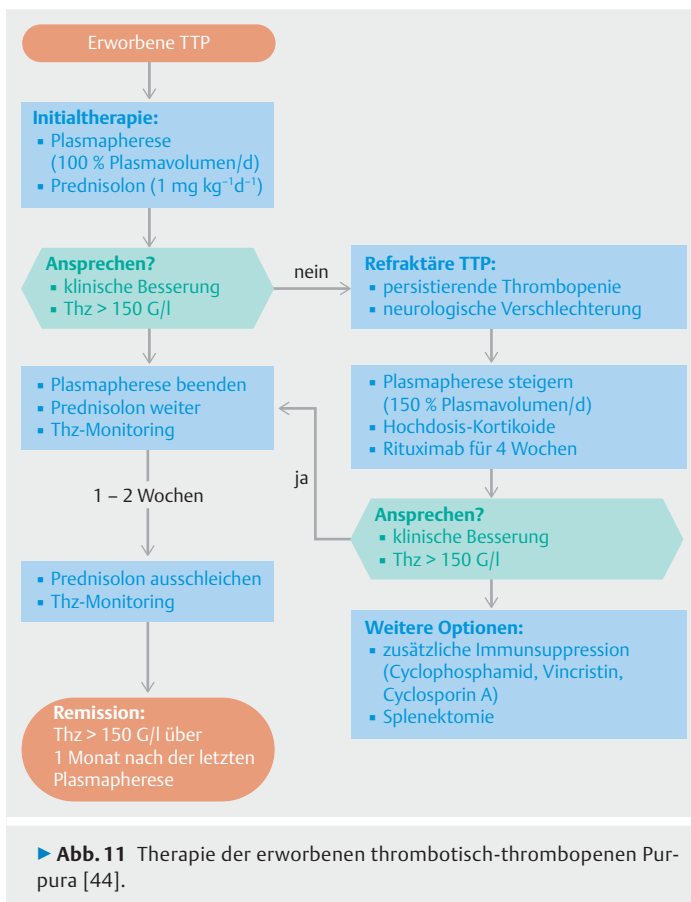 Erworbene TTP
Initialtherapie:
▪ Plasmapherese
(100 % Plasmavolumen/d)
▪ Prednisolon (1 mg kg⁻¹d⁻¹)
Ansprechen?
▪ klinische Besserung
▪ Thz > 150 G/l
nein
Refraktäre TTP:
▪ persistierende Thrombopenie
▪ neurologische Verschlechterung
▪ Plasmapherese beenden
▪ Prednisolon weiter
▪ Thz-Monitoring
▪ Plasmapherese steigern
(150 % Plasmavolumen/d)
▪ Hochdosis-Kortikoide
▪ Rituximab für 4 Wochen
ja
1 – 2 Wochen
Ansprechen?
▪ klinische Besserung
▪ Thz > 150 G/l
▪ Prednisolon ausschleichen
▪ Thz-Monitoring
Weitere Optionen:
▪ zusätzliche Immunsuppression
(Cyclophosphamid, Vincristin,
Cyclosporin A)
▪ Splenektomie
Remission:
Thz > 150 G/l über
1 Monat nach der letzten
Plasmapherese
▶ Abb. 11 Therapie der erworbenen thrombotisch-thrombopenen Pur-
pura [44].